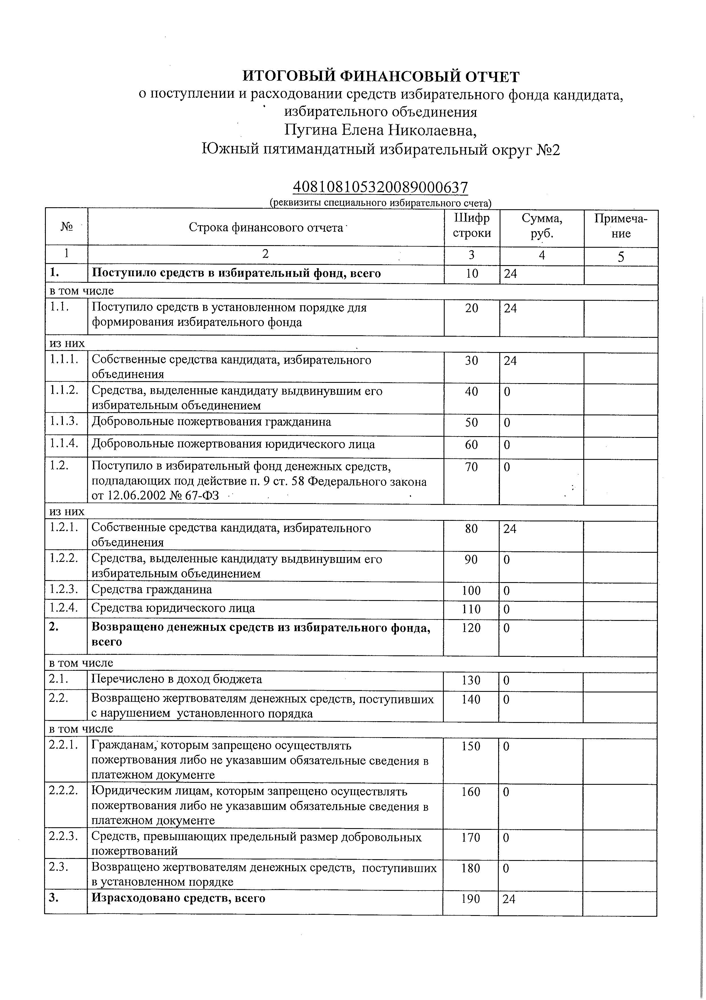 ИТОГОВЫЙ ФИНАНСОВЫЙ ОТЧЕТ
о поступлении и расходовании средств избирательного фонда кандидата,
избирательного объединения
Пугина Елена Николаевна,
Южный пятимандатный избирательный округ №2
408108105320089000637
(реквизиты специального избирательного счета)
№ Строка финансового отчета Шифр строки Сумма, руб. Примеча-ние
1 2 3 4 5
1. Поступило средств в избирательный фонд, всего 10 24
в том числе
1.1. Поступило средств в установленном порядке для 20 24
формирования избирательного фонда
из них
1.1.1. Собственные средства кандидата, избирательного 30 24
объединения
1.1.2. Средства, выделенные кандидату выдвинувшим его 40 0
избирательным объединением
1.1.3. Добровольные пожертвования гражданина 50 0
1.1.4. Добровольные пожертвования юридического лица 60 0
1.2. Поступило в избирательный фонд денежных средств, 70 0
подпадающих под действие п. 9 ст. 58 Федерального закона
от 12.06.2002 № 67-ФЗ
из них
1.2.1. Собственные средства кандидата, избирательного 80 24
объединения
1.2.2. Средства, выделенные кандидату выдвинувшим его 90 0
избирательным объединением
1.2.3. Средства гражданина 100 0
1.2.4. Средства юридического лица 110 0
2. Возвращено денежных средств из избирательного фонда, 120 0
всего
в том числе
2.1. Перечислено в доход бюджета 130 0
2.2. Возвращено жертвователям денежных средств, поступивших 140 0
с нарушением установленного порядка
в том числе
2.2.1. Гражданам, которым запрещено осуществлять 150 0
пожертвования либо не указавшим обязательные сведения в
платежном документе
2.2.2. Юридическим лицам, которым запрещено осуществлять 160 0
пожертвования либо не указавшим обязательные сведения в
платежном документе
2.2.3. Средств, превышающих предельный размер добровольных 170 0
пожертвований
2.3. Возвращено жертвователям денежных средств, поступивших 180 0
в установленном порядке
3. Израсходовано средств, всего 190 24